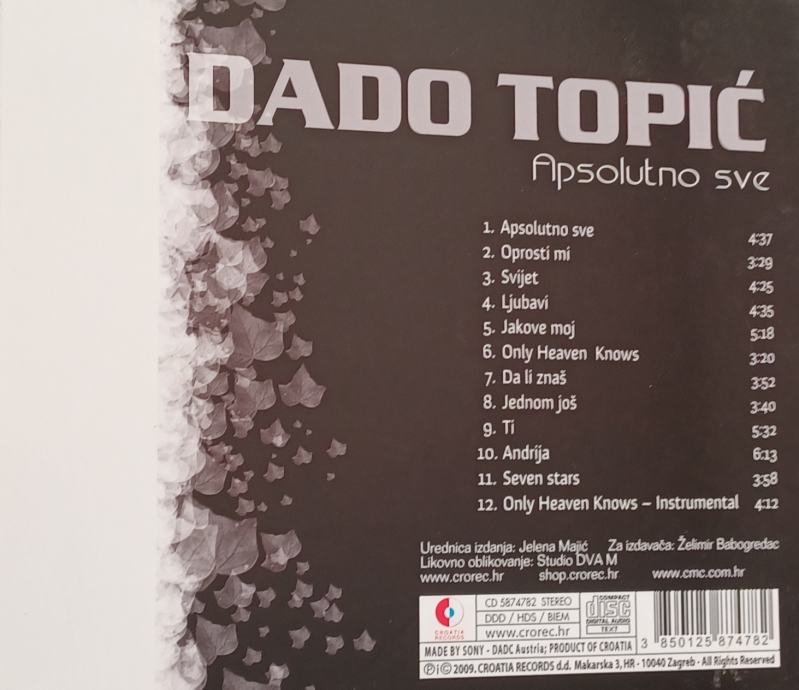 DADO TOPIĆ
Apsolutno sve
1. Apsolutno sve 4:37
2. Oprosti mi 3:29
3. Svijet 4:25
4. Ljubavi 4:35
5. Jakove moj 5:18
6. Only Heaven Knows 3:20
7. Da li znaš 3:52
8. Jednom još 3:40
9. Ti 5:32
10. Andrija 6:13
11. Seven stars 3:58
12. Only Heaven Knows – Instrumental 4:12
Urednica izdanja: Jelena Majić Za izdavača: Želimir Babogredac
Likovno oblikovanje: Studio DVA M
www.crorec.hr shop.crorec.hr www.cmc.com.hr
CROATIA
RECORDS
CD 5874782 STEREO
DDD / HDS / BIEM
www.crorec.hr
COMPACT
disc
DIGITAL AUDIO
TEXT
3 850125 874782
MADE BY SONY - DADC Austria; PRODUCT OF CROATIA
Ⓟ i © 2009. CROATIA RECORDS d.d. Makarska 3, HR - 10040 Zagreb - All Rights Reserved